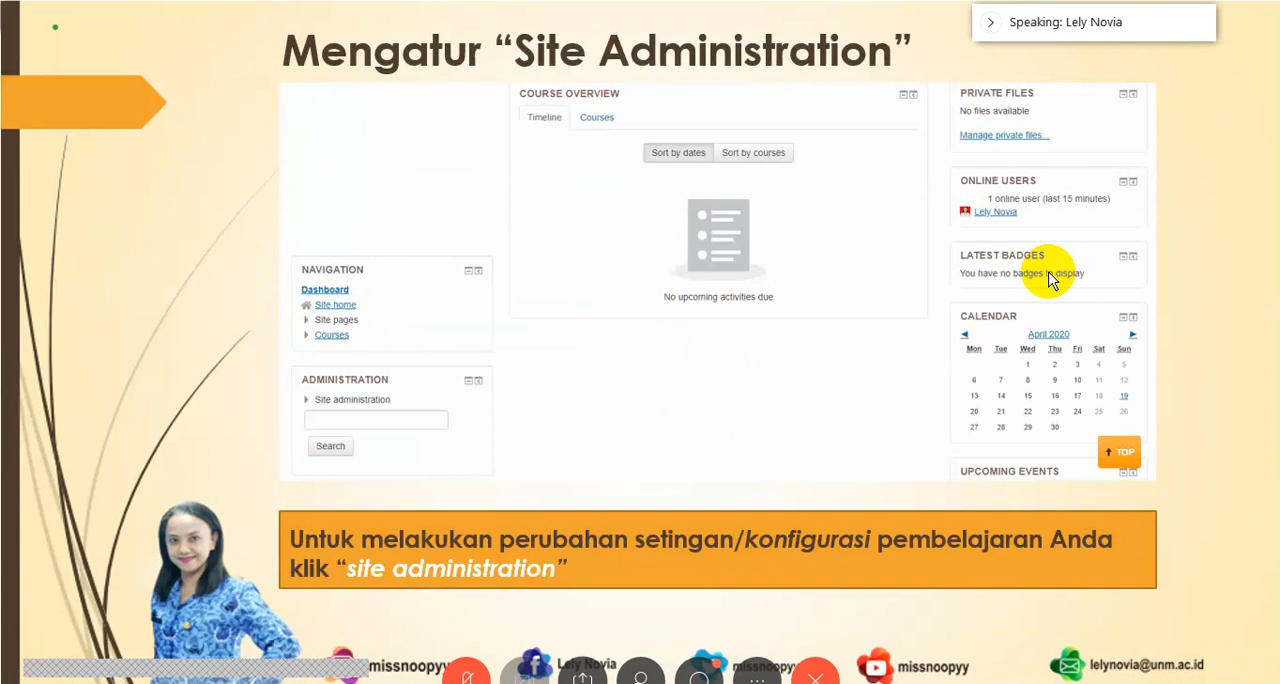 Speaking: Lely Novia
Mengatur “Site Administration”
COURSE OVERVIEW
Timeline Courses
Sort by dates Sort by courses
No upcoming activities due
NAVIGATION
Dashboard
Site home
Site pages
Courses
ADMINISTRATION
Site administration
Search
PRIVATE FILES
No files available
Manage private files...
ONLINE USERS
1 online user (last 15 minutes)
Lely Novia
LATEST BADGES
You have no badges to display
CALENDAR
April 2020
Mon Tue Wed Thu Fri Sat Sun
1 2 3 4 5
6 7 8 9 10 11 12
13 14 15 16 17 18 19
20 21 22 23 24 25 26
27 28 29 30
TOP
UPCOMING EVENTS
Untuk melakukan perubahan setingan/konfigurasi pembelajaran Anda
klik “site administration”
missnoopyy Lely Novia missnoopyy missnoopyy lelynovia@unm.ac.id